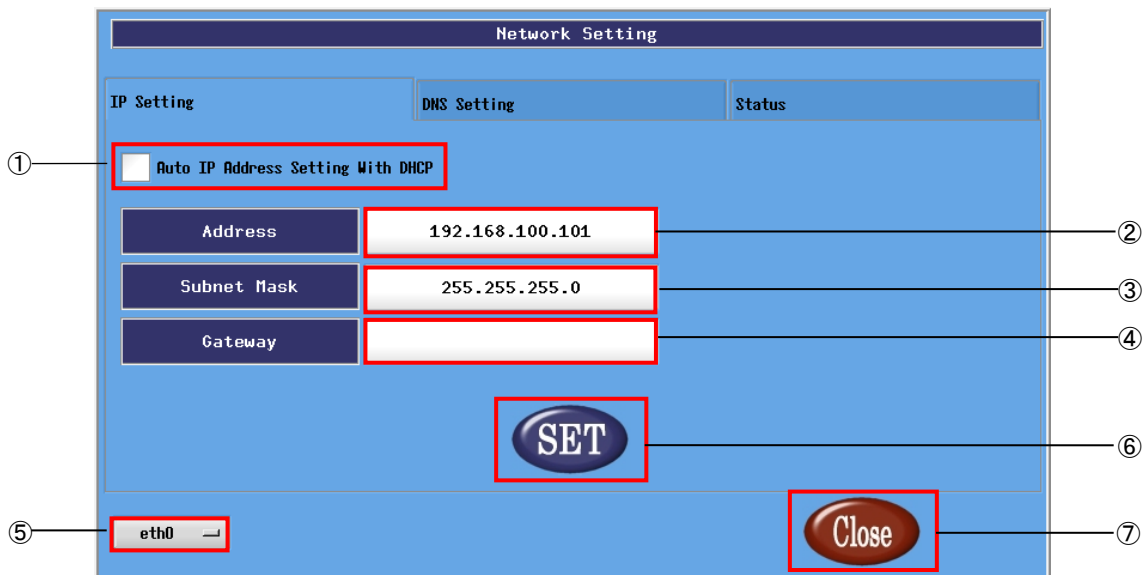 Network Setting
IP Setting DNS Setting Status
① Auto IP Address Setting With DHCP
Address 192.168.100.101 ②
Subnet Mask 255.255.255.0 ③
Gateway ④
SET ⑥
⑤ eth0 Close ⑦